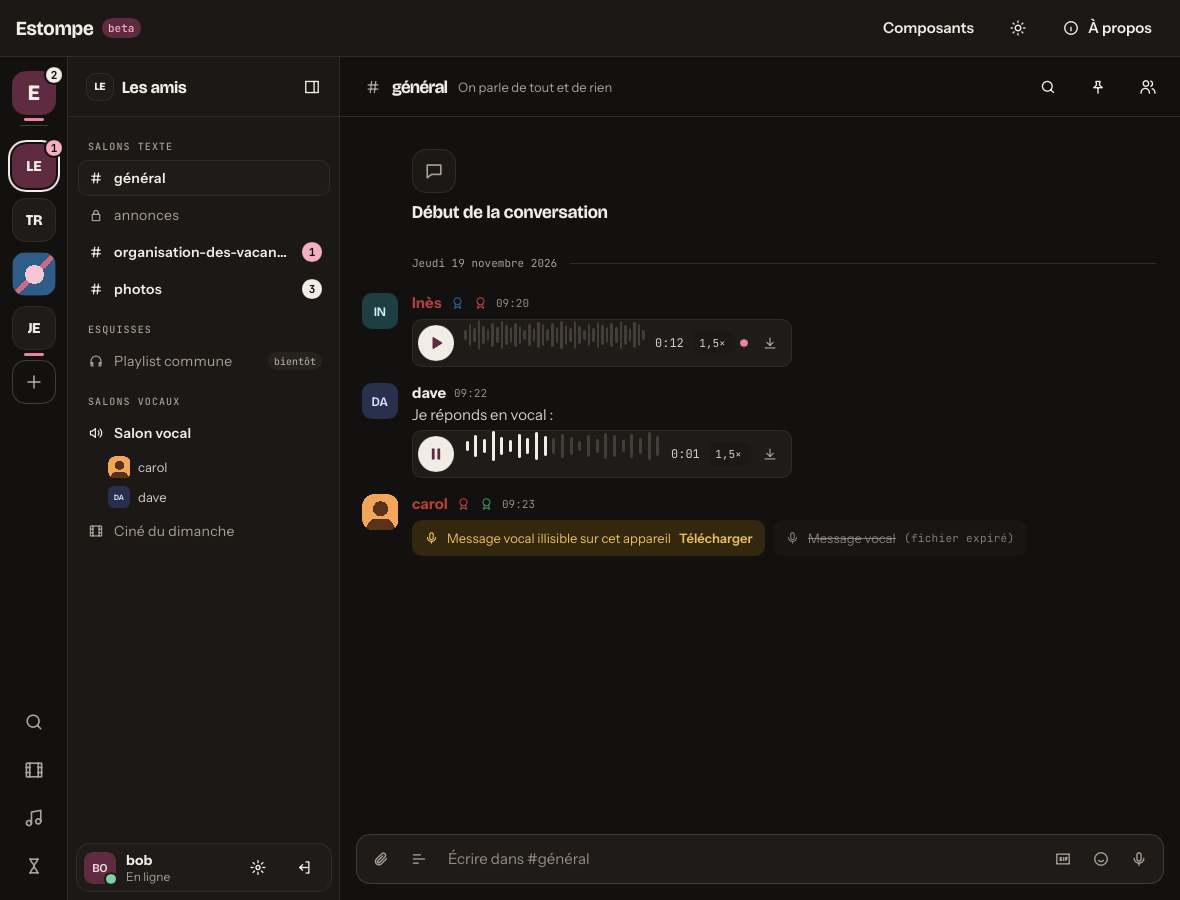 Estompe beta
Composants
À propos
E 2
LE 1
TR
JE
LE Les amis
SALONS TEXTE
# général
annonces
# organisation-des-vacan... 1
# photos 3
ESQUISSES
Playlist commune bientôt
SALONS VOCAUX
Salon vocal
carol
DA dave
Ciné du dimanche
BO bob
En ligne
# général On parle de tout et de rien
Début de la conversation
Jeudi 19 novembre 2026
IN Inès 09:20
0:12 1,5×
DA dave 09:22
Je réponds en vocal :
0:01 1,5×
carol 09:23
Message vocal illisible sur cet appareil Télécharger
Message vocal (fichier expiré)
Écrire dans #général
GIF